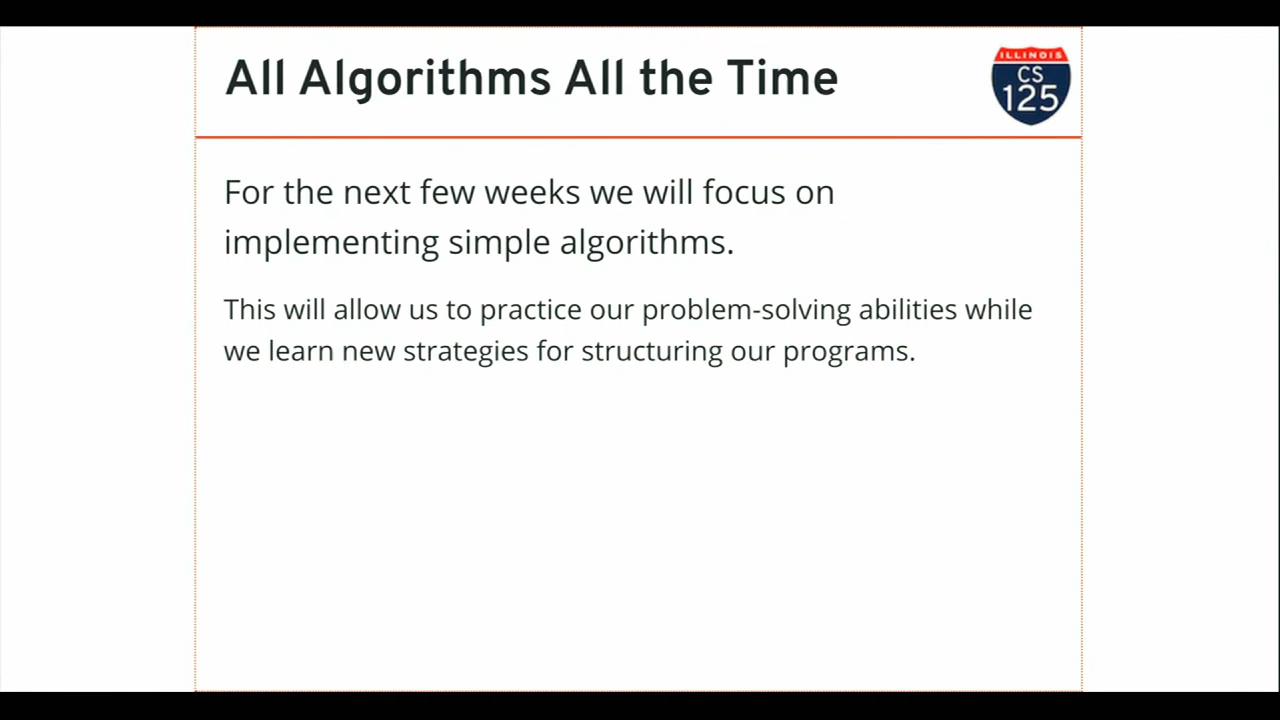 All Algorithms All the Time
ILLINOIS
CS
125
For the next few weeks we will focus on
implementing simple algorithms.
This will allow us to practice our problem-solving abilities while
we learn new strategies for structuring our programs.